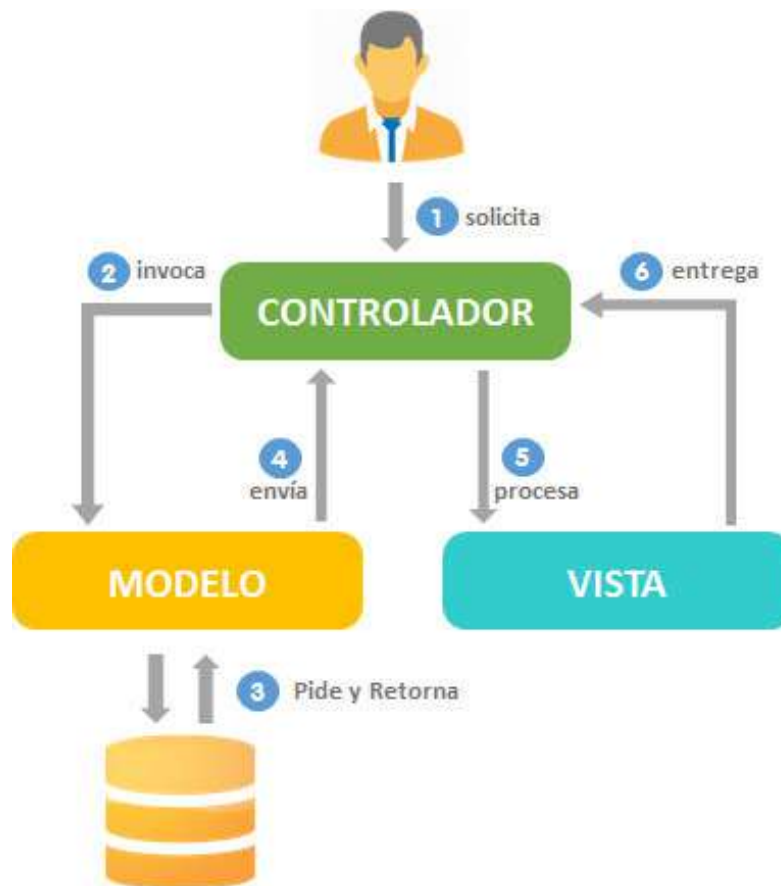 1 solicita
2 invoca
6 entrega
CONTROLADOR
4
envía
5
procesa
MODELO
VISTA
3 Pide y Retorna